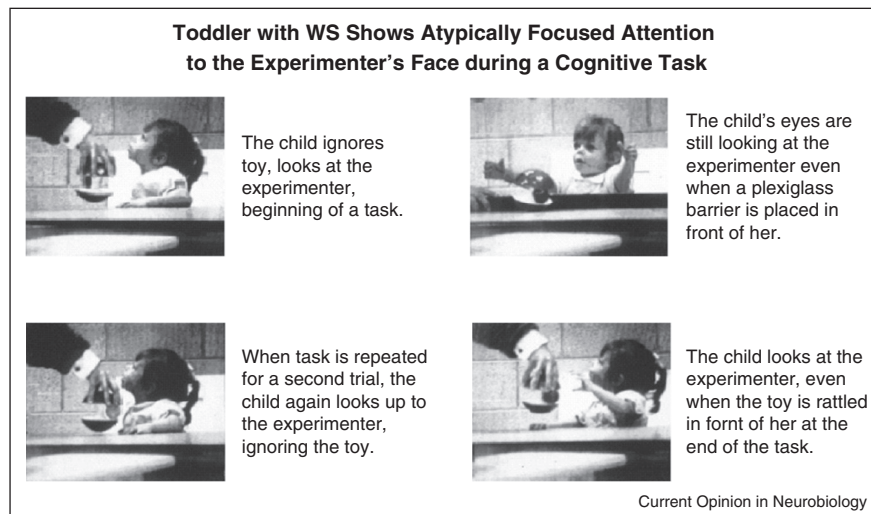 Toddler with WS Shows Atypically Focused Attention
to the Experimenter's Face during a Cognitive Task
The child ignores
toy, looks at the
experimenter,
beginning of a task.
The child's eyes are
still looking at the
experimenter even
when a plexiglass
barrier is placed in
front of her.
When task is repeated
for a second trial, the
child again looks up to
the experimenter,
ignoring the toy.
The child looks at the
experimenter, even
when the toy is rattled
in fornt of her at the
end of the task.
Current Opinion in Neurobiology